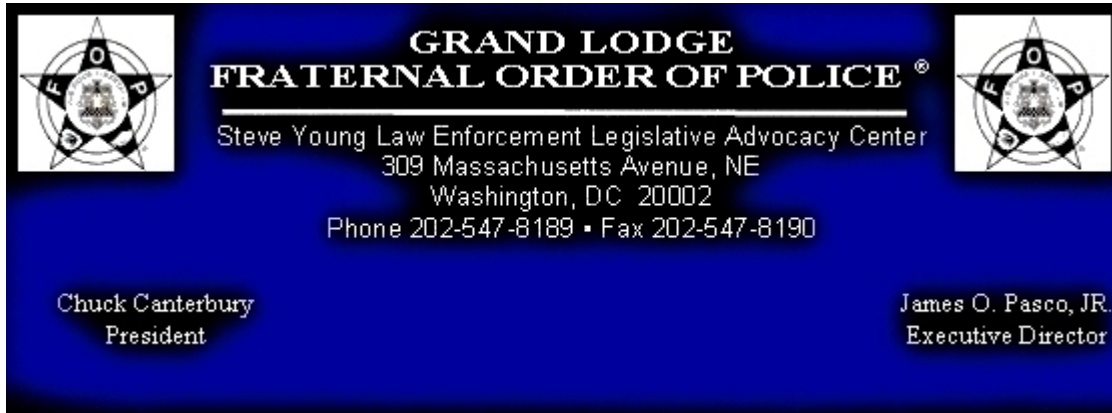 GRAND LODGE
FRATERNAL ORDER OF POLICE ®
Steve Young Law Enforcement Legislative Advocacy Center
309 Massachusetts Avenue, NE
Washington, DC 20002
Phone 202-547-8189 • Fax 202-547-8190
Chuck Canterbury
President
James O. Pasco, JR.
Executive Director
F O P
F O P